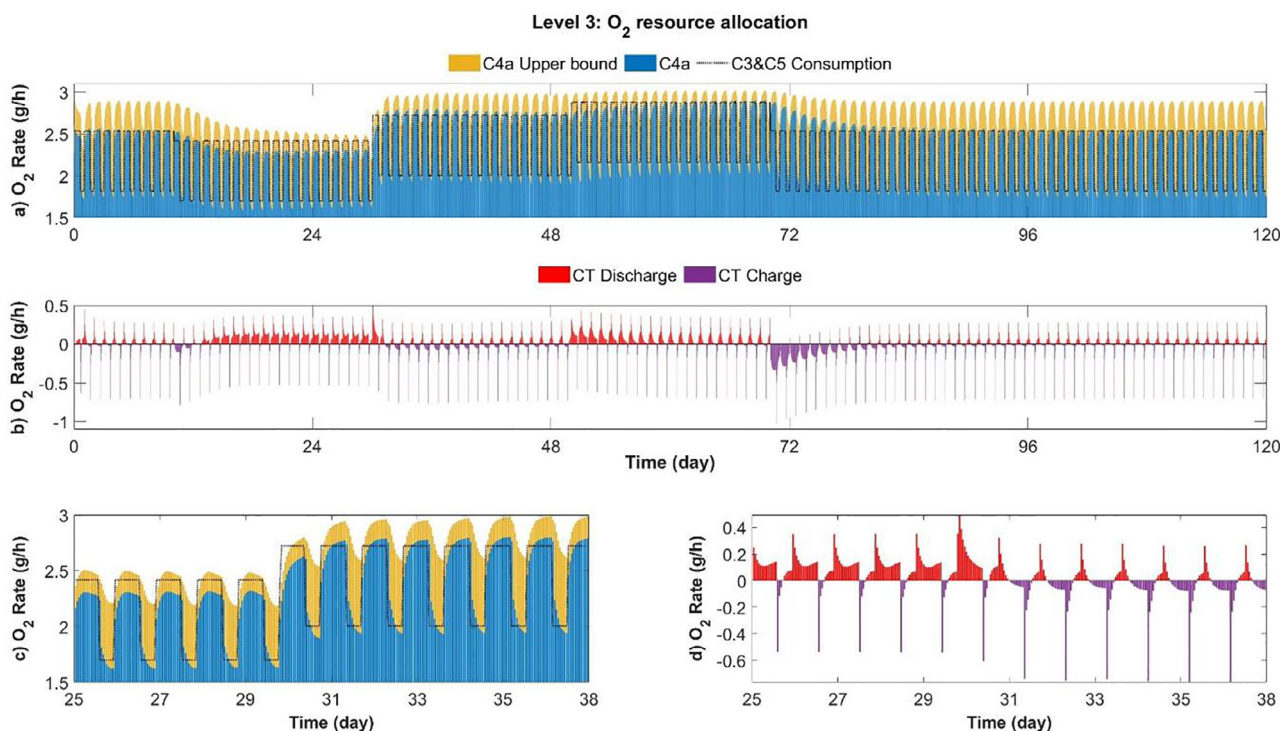 Level 3: O2 resource allocation
C4a Upper bound C4a C3&C5 Consumption
a) O2 Rate (g/h)
3
2.5
2
1.5
0 24 48 72 96 120
CT Discharge CT Charge
b) O2 Rate (g/h)
0.5
0
-0.5
-1
0 24 48 72 96 120
Time (day)
c) O2 Rate (g/h)
3
2.5
2
1.5
25 27 29 31 33 35 38
Time (day)
d) O2 Rate (g/h)
0.4
0.2
0
-0.2
-0.4
-0.6
25 27 29 31 33 35 38
Time (day)